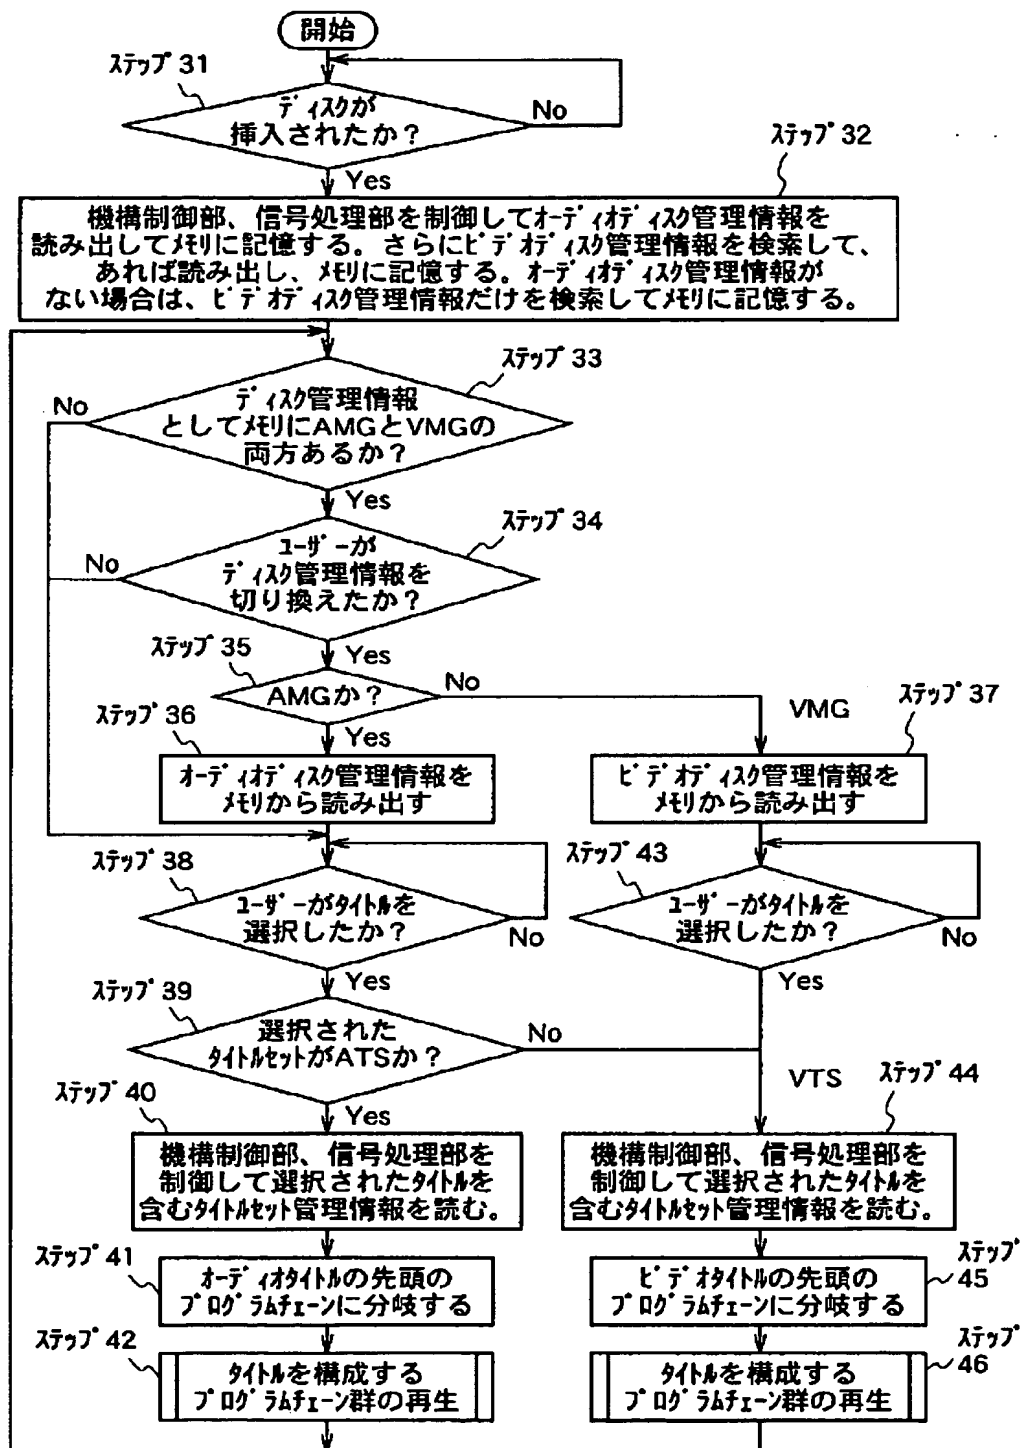 開始
ステップ31
ディスクが
挿入されたか？
No
Yes
ステップ32
機構制御部、信号処理部を制御してオーディオディスク管理情報を
読み出してメモリに記憶する。さらにビデオディスク管理情報を検索して、
あれば読み出し、メモリに記憶する。オーディオディスク管理情報が
ない場合は、ビデオディスク管理情報だけを検索してメモリに記憶する。
ステップ33
ディスク管理情報
としてメモリにAMGとVMGの
両方あるか？
No
Yes
ステップ34
ユーザーが
ディスク管理情報を
切り換えたか？
No
Yes
ステップ35
AMGか？
No
VMG
Yes
ステップ36
オーディオディスク管理情報を
メモリから読み出す
ステップ37
ビデオディスク管理情報を
メモリから読み出す
ステップ38
ユーザーがタイトルを
選択したか？
No
Yes
ステップ43
ユーザーがタイトルを
選択したか？
No
Yes
ステップ39
選択された
タイトルセットがATSか？
No
Yes
VTS
ステップ40
機構制御部、信号処理部を
制御して選択されたタイトルを
含むタイトルセット管理情報を読む。
ステップ44
機構制御部、信号処理部を
制御して選択されたタイトルを
含むタイトルセット管理情報を読む。
ステップ41
オーディオタイトルの先頭の
プログラムチェーンに分岐する
ステップ
45
ビデオタイトルの先頭の
プログラムチェーンに分岐する
ステップ42
タイトルを構成する
プログラムチェーン群の再生
ステップ
46
タイトルを構成する
プログラムチェーン群の再生